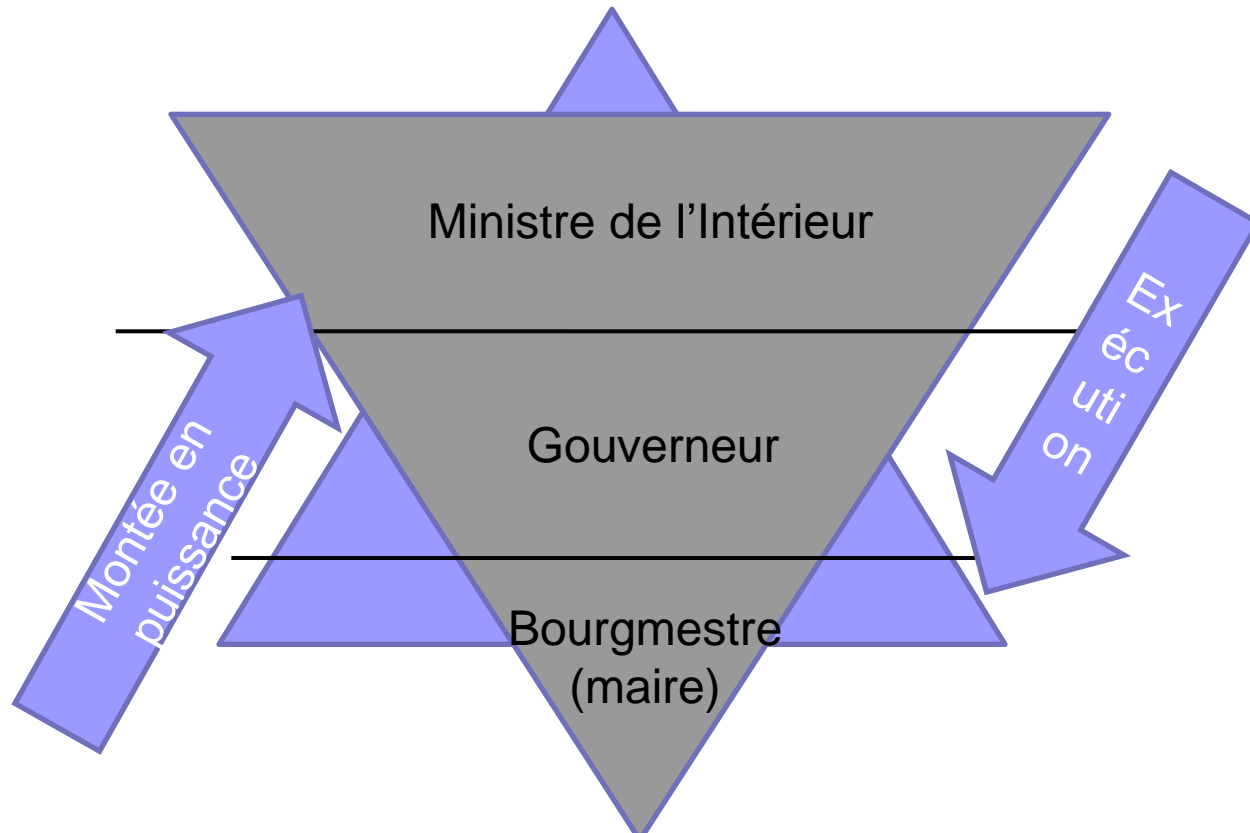 Ministre de l’Intérieur
Ex
éc
uti
on
Gouverneur
Montée en
puissance
Bourgmestre
(maire)